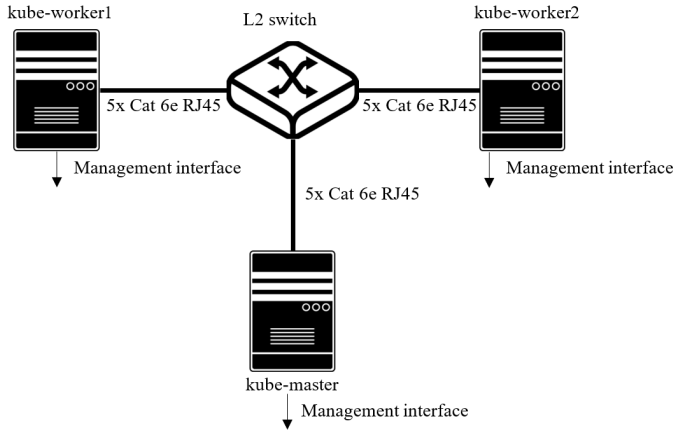 kube-worker1
L2 switch
kube-worker2
5x Cat 6e RJ45
5x Cat 6e RJ45
Management interface
Management interface
5x Cat 6e RJ45
kube-master
Management interface